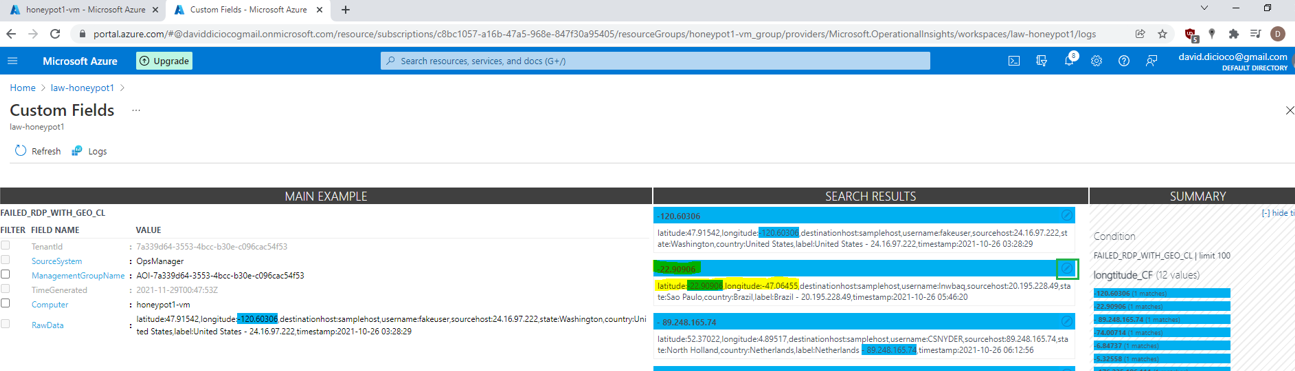 honeypot1-vm - Microsoft Azure
Custom Fields - Microsoft Azure
portal.azure.com/#@daviddiciocogmail.onmicrosoft.com/resource/subscriptions/c8bc1057-a16b-47a5-968e-847f30a95405/resourceGroups/honeypot1-vm_group/providers/Microsoft.OperationalInsights/workspaces/law-honeypot1/logs
5
D
Microsoft Azure
Upgrade
Search resources, services, and docs (G+/)
8
david.dicioco@gmail.com
DEFAULT DIRECTORY
Home > law-honeypot1 >
Custom Fields ...
law-honeypot1
Refresh Logs
MAIN EXAMPLE
FAILED_RDP_WITH_GEO_CL
FILTER FIELD NAME VALUE
TenantId : 7a339d64-3553-4bcc-b30e-c096cac54f53
SourceSystem : OpsManager
ManagementGroupName : AOI-7a339d64-3553-4bcc-b30e-c096cac54f53
TimeGenerated : 2021-11-29T00:47:53Z
Computer : honeypot1-vm
RawData : latitude:47.91542,longitude:-120.60306,destinationhost:samplehost,username:fakeuser,sourcehost:24.16.97.222,state:Washington,country:Uni
ted States,label:United States - 24.16.97.222,timestamp:2021-10-26 03:28:29
SEARCH RESULTS
-120.60306
latitude:47.91542,longitude:-120.60306,destinationhost:samplehost,username:fakeuser,sourcehost:24.16.97.222,st
ate:Washington,country:United States,label:United States - 24.16.97.222,timestamp:2021-10-26 03:28:29
-22.90906
latitude:-22.90906,longitude:-47.06455,destinationhost:samplehost,username:lnwbaq,sourcehost:20.195.228.49,st
ate:Sao Paulo,country:Brazil,label:Brazil - 20.195.228.49,timestamp:2021-10-26 05:46:20
- 89.248.165.74
latitude:52.37022,longitude:4.89517,destinationhost:samplehost,username:CSNYDER,sourcehost:89.248.165.74,sta
te:North Holland,country:Netherlands,label:Netherlands - 89.248.165.74,timestamp:2021-10-26 06:12:56
SUMMARY
[-] hide ti
Condition
FAILED_RDP_WITH_GEO_CL | limit 100
longtitude_CF (12 values)
-120.60306 (1 matches)
-22.90906 (1 matches)
- 89.248.165.74 (1 matches)
-74.00714 (1 matches)
-6.84737 (1 matches)
-5.32558 (1 matches)